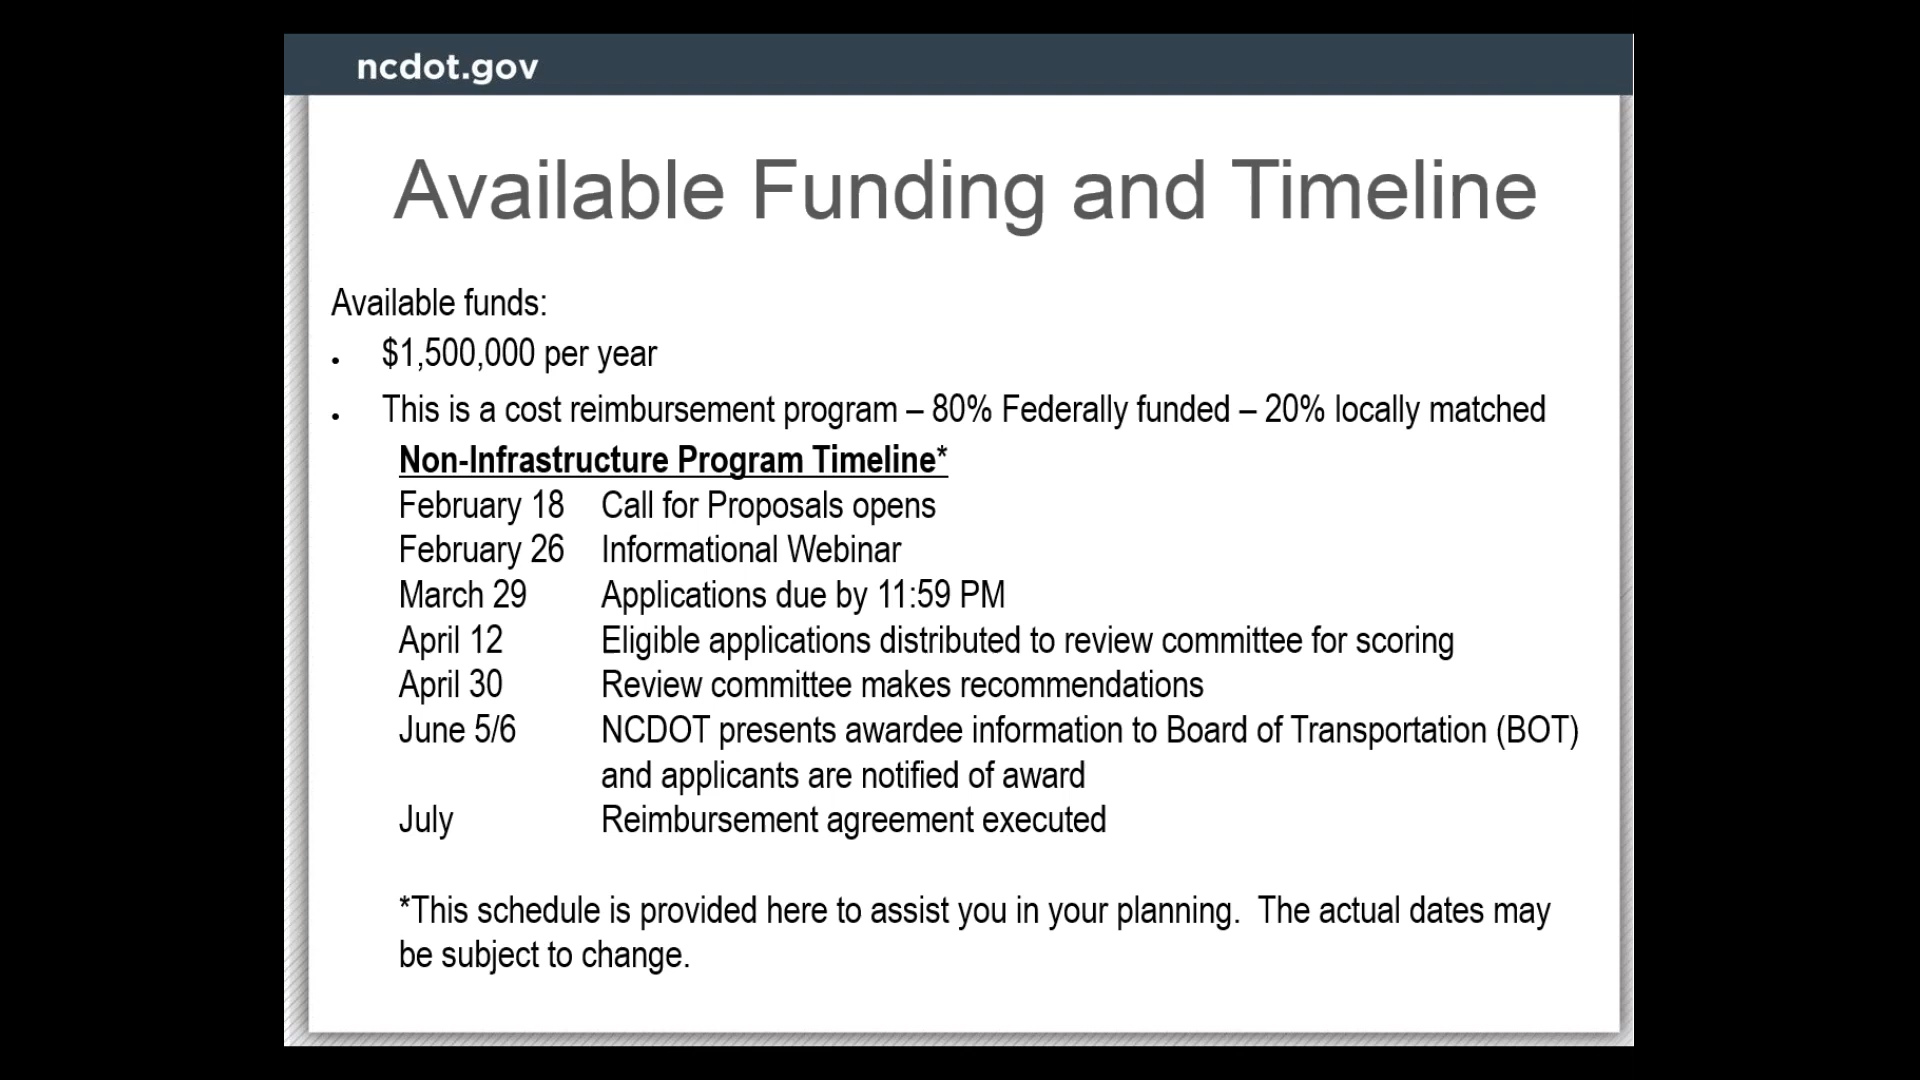 ncdot.gov
Available Funding and Timeline
Available funds:
• $1,500,000 per year
• This is a cost reimbursement program – 80% Federally funded – 20% locally matched
Non-Infrastructure Program Timeline*
February 18 Call for Proposals opens
February 26 Informational Webinar
March 29 Applications due by 11:59 PM
April 12 Eligible applications distributed to review committee for scoring
April 30 Review committee makes recommendations
June 5/6 NCDOT presents awardee information to Board of Transportation (BOT)
and applicants are notified of award
July Reimbursement agreement executed
*This schedule is provided here to assist you in your planning. The actual dates may
be subject to change.